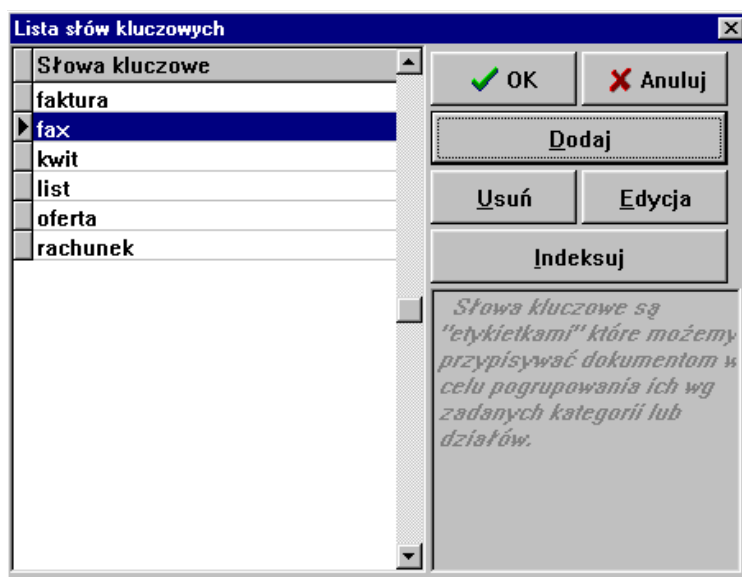 Lista słów kluczowych
Słowa kluczowe
faktura
fax
kwit
list
oferta
rachunek
OK
Anuluj
Dodaj
Usuń
Edycja
Indeksuj
Słowa kluczowe są
"etykietkami" które możemy
przypisywać dokumentom w
celu pogrupowania ich wg
zadanych kategorii lub
działów.